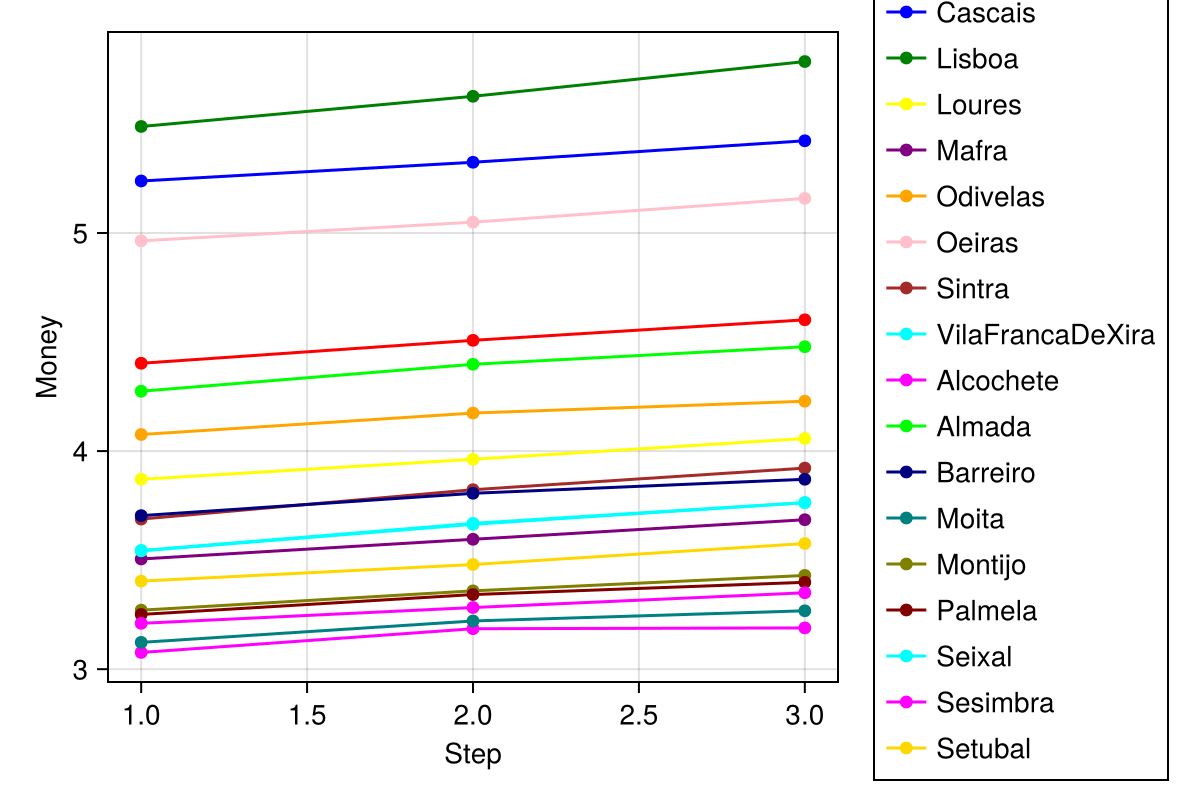 Money
5
4
3
1.0 1.5 2.0 2.5 3.0
Step
Cascais
Lisboa
Loures
Mafra
Odivelas
Oeiras
Sintra
VilaFrancaDeXira
Alcochete
Almada
Barreiro
Moita
Montijo
Palmela
Seixal
Sesimbra
Setubal